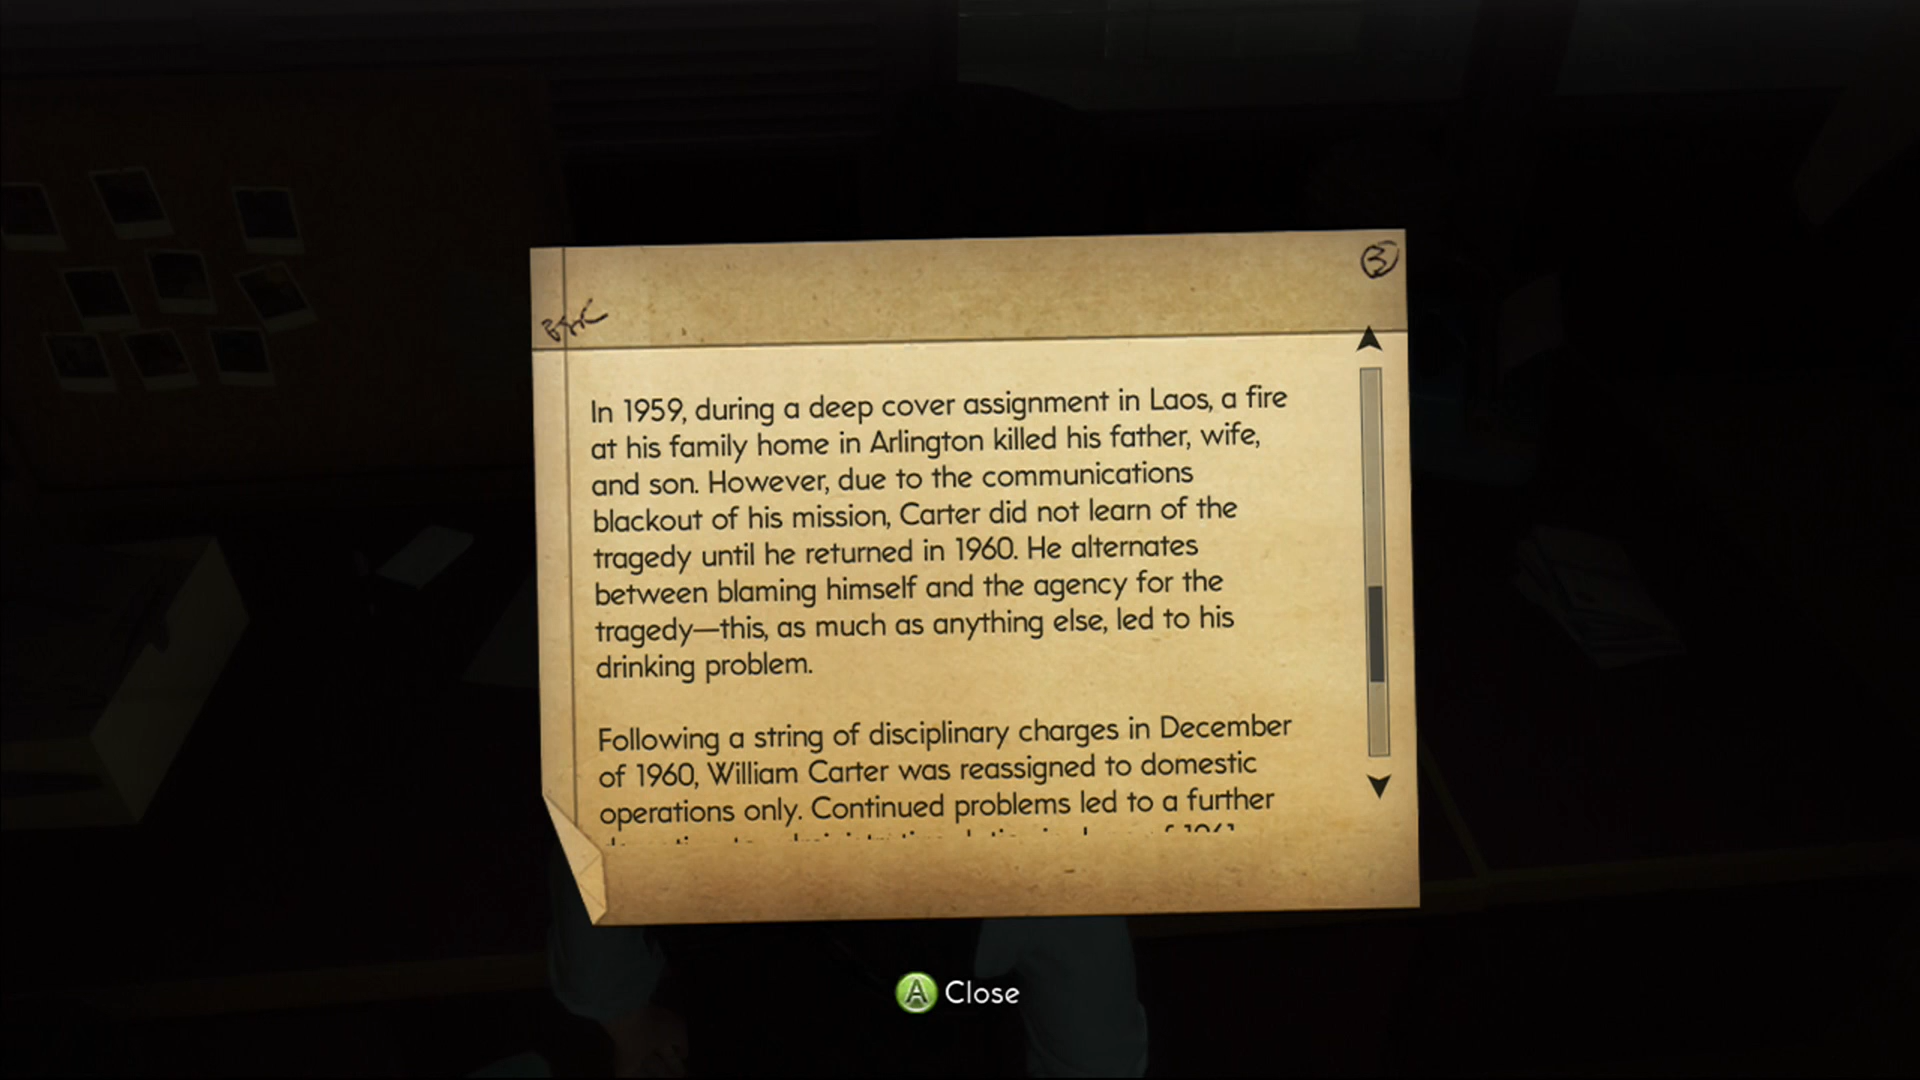 3
In 1959, during a deep cover assignment in Laos, a fire
at his family home in Arlington killed his father, wife,
and son. However, due to the communications
blackout of his mission, Carter did not learn of the
tragedy until he returned in 1960. He alternates
between blaming himself and the agency for the
tragedy—this, as much as anything else, led to his
drinking problem.
Following a string of disciplinary charges in December
of 1960, William Carter was reassigned to domestic
operations only. Continued problems led to a further
A Close